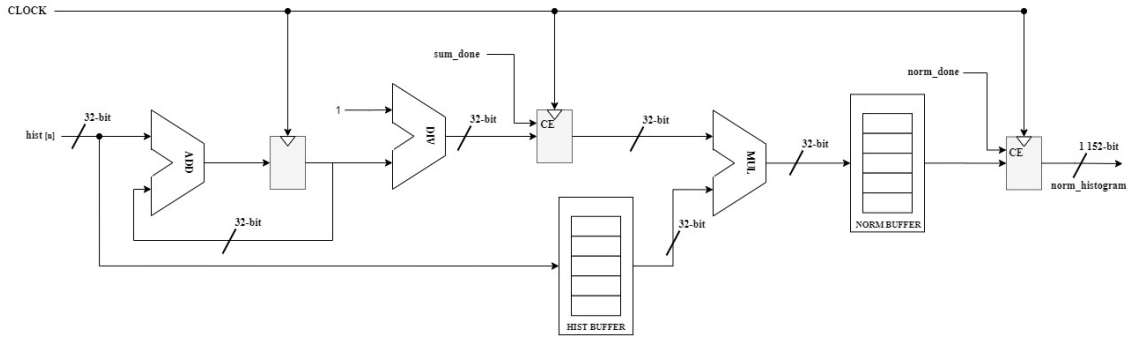 CLOCK
sum_done
norm_done
32-bit
1
hist [n]
ADD
DIV
32-bit
CE
32-bit
MUL
32-bit
CE
1 152-bit
norm_histogram
32-bit
32-bit
NORM BUFFER
HIST BUFFER